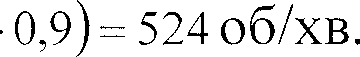 · 0,9) = 524 об/хв.